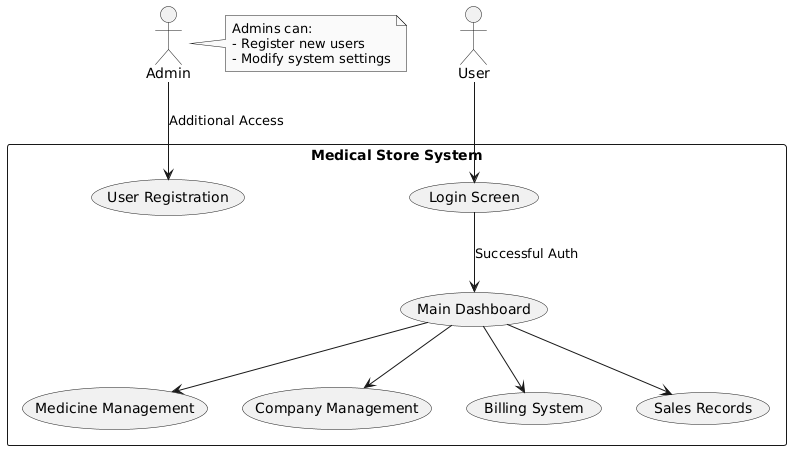 Admins can:
- Register new users
- Modify system settings
Admin
User
Additional Access
Medical Store System
User Registration
Login Screen
Successful Auth
Main Dashboard
Medicine Management
Company Management
Billing System
Sales Records